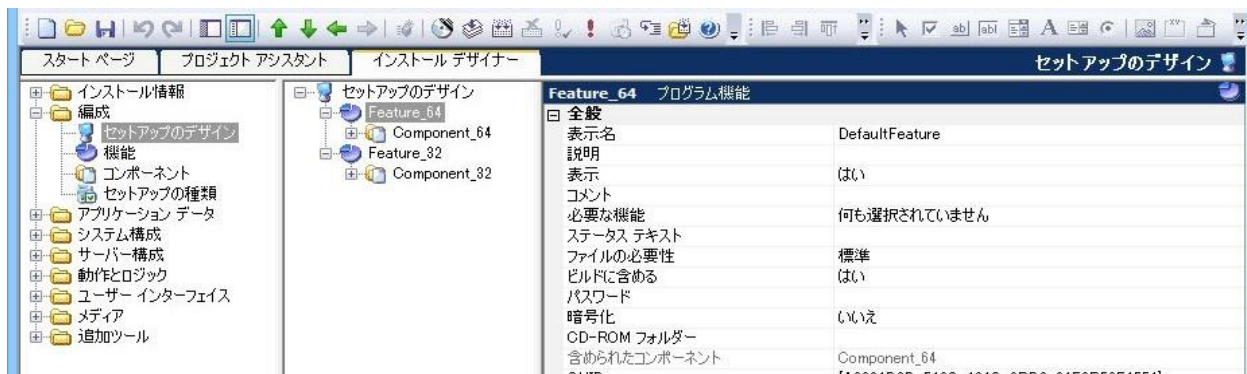 スタート ページ
プロジェクト アシスタント
インストール デザイナー
セットアップのデザイン
インストール情報
編成
セットアップのデザイン
機能
コンポーネント
セットアップの種類
アプリケーション データ
システム構成
サーバー構成
動作とロジック
ユーザー インターフェイス
メディア
追加ツール
セットアップのデザイン
Feature_64
Component_64
Feature_32
Component_32
Feature_64 プログラム機能
全般
表示名 DefaultFeature
説明
表示 はい
コメント
必要な機能 何も選択されていません
ステータス テキスト
ファイルの必要性 標準
ビルドに含める はい
パスワード
暗号化 いいえ
CD-ROM フォルダー
含められたコンポーネント Component_64